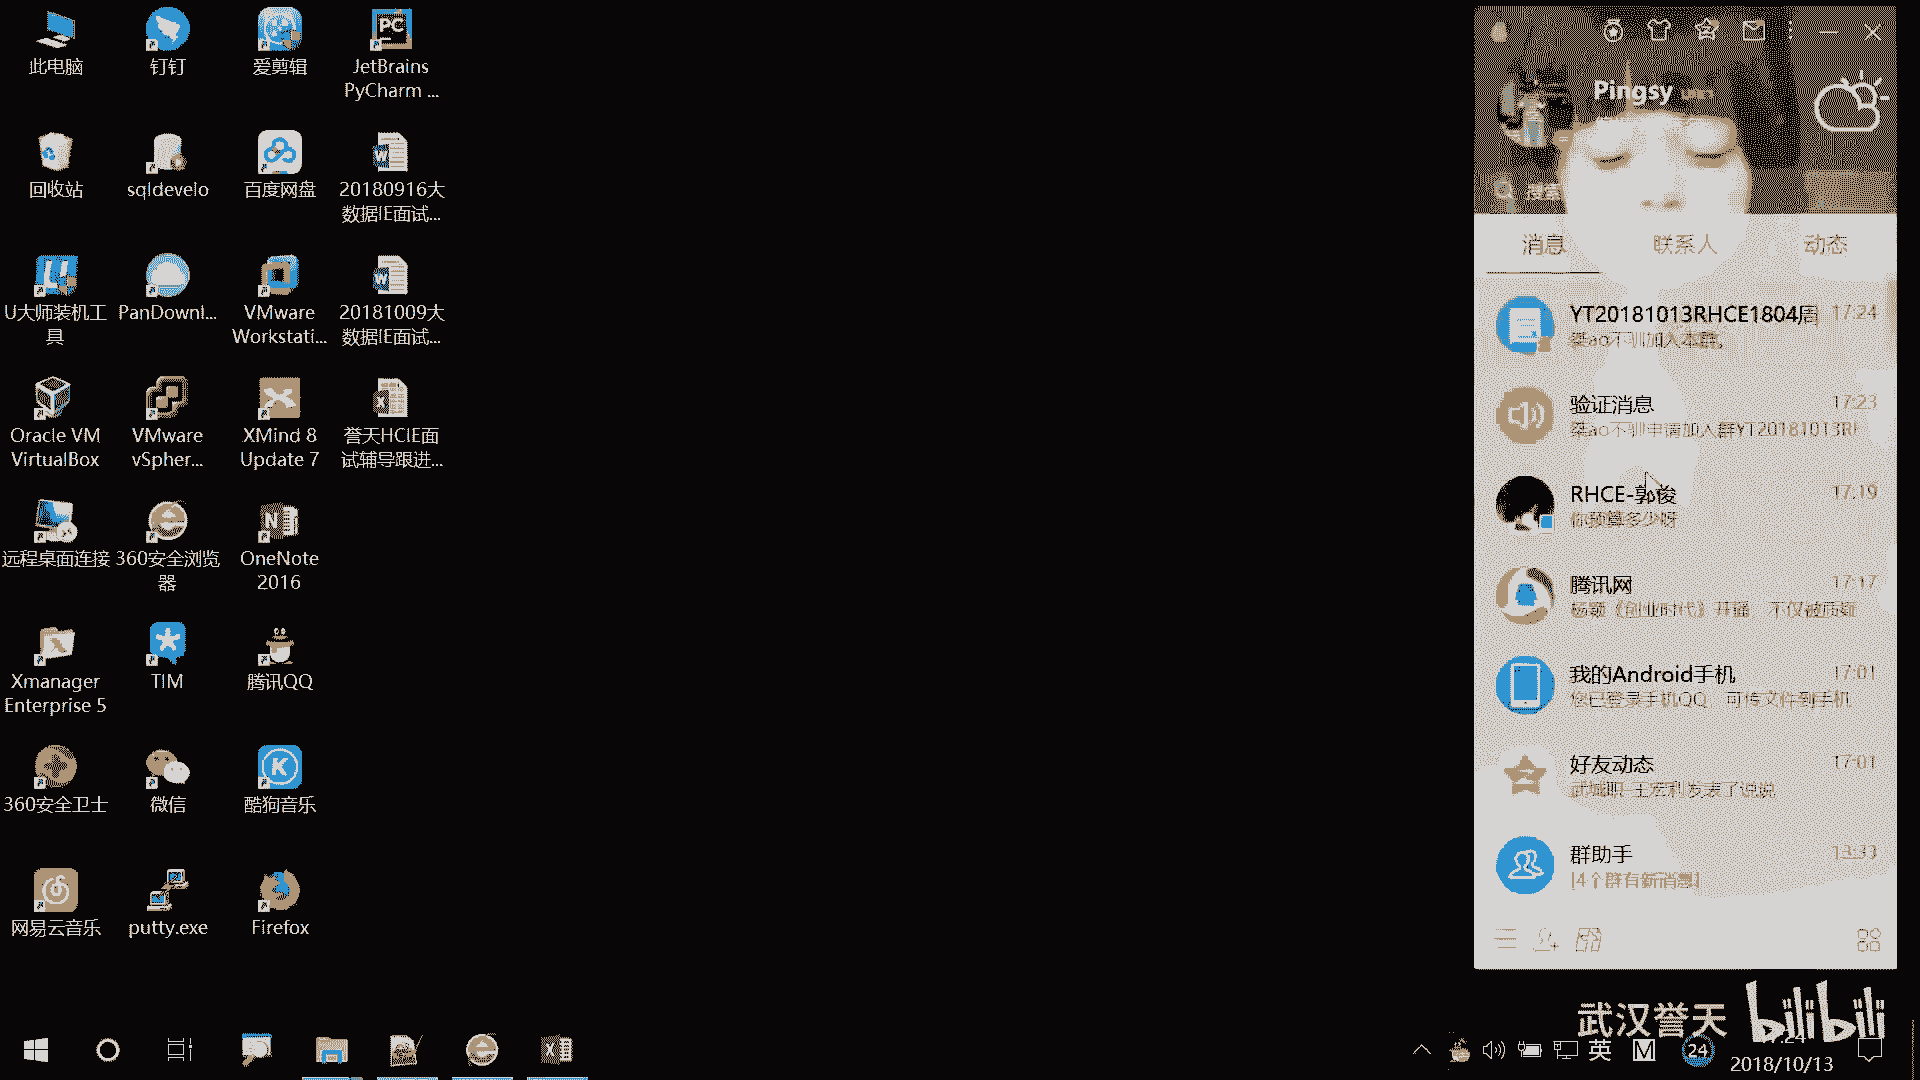 此电脑
钉钉
爱剪辑
JetBrains
PyCharm ...
回收站
sqldevelo
百度网盘
20180916大
数据IE面试...
U大师装机工
具
PanDownl...
VMware
Workstati...
20181009大
数据IE面试...
Oracle VM
VirtualBox
VMware
vSpher...
XMind 8
Update 7
誉天HCIE面
试辅导跟进...
远程桌面连接
360安全浏览
器
OneNote
2016
Xmanager
Enterprise 5
TIM
腾讯QQ
360安全卫士
微信
酷狗音乐
网易云音乐
putty.exe
Firefox
Pingsy
搜索
消息
联系人
动态
YT20181013RHCE1804周
17:24
桀ao不驯加入本群。
验证消息
17:23
桀ao不驯申请加入群YT20181013R
RHCE-郭俊
17:19
你预算多少呀
腾讯网
17:17
杨颖《创业时代》开播 不仅被质疑
我的Android手机
17:01
您已登录手机QQ 可传文件到手机
好友动态
17:01
武城职-王宏利发表了说说
群助手
13:33
[4个群有新消息]
武汉誉天
bilibili
英
M
24
17:24
2018/10/13